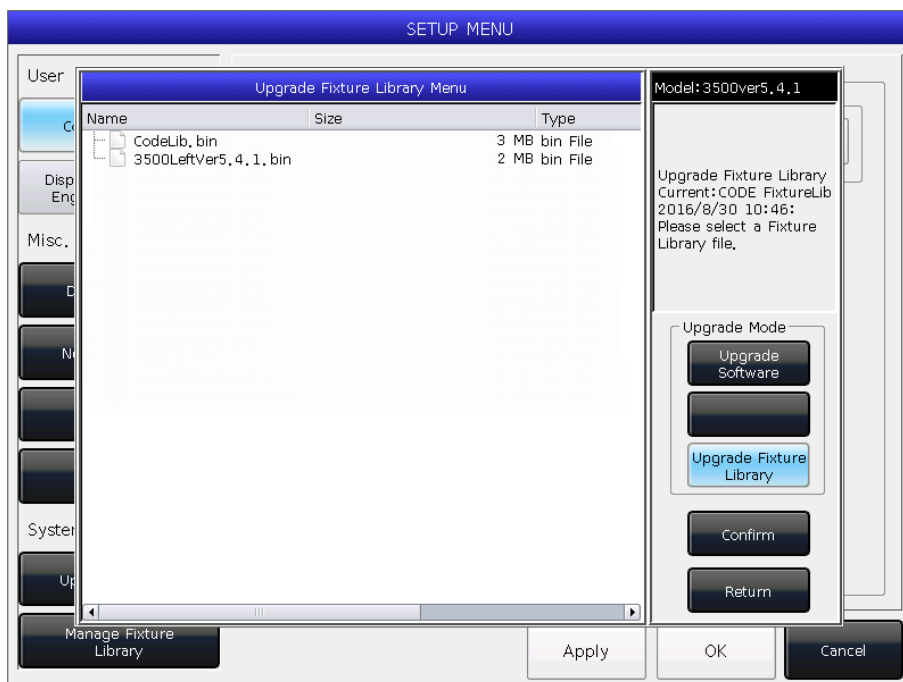 SETUP MENU
User
Upgrade Fixture Library Menu
Model:3500ver5.4.1
Name Size Type
CodeLib.bin 3 MB bin File
3500LeftVer5.4.1.bin 2 MB bin File
Upgrade Fixture Library
Current:CODE FixtureLib
2016/8/30 10:46:
Please select a Fixture
Library file.
Disp
Eng
Misc.
Upgrade Mode
Upgrade
Software
Upgrade Fixture
Library
System
Confirm
Return
Manage Fixture
Library
Apply
OK
Cancel